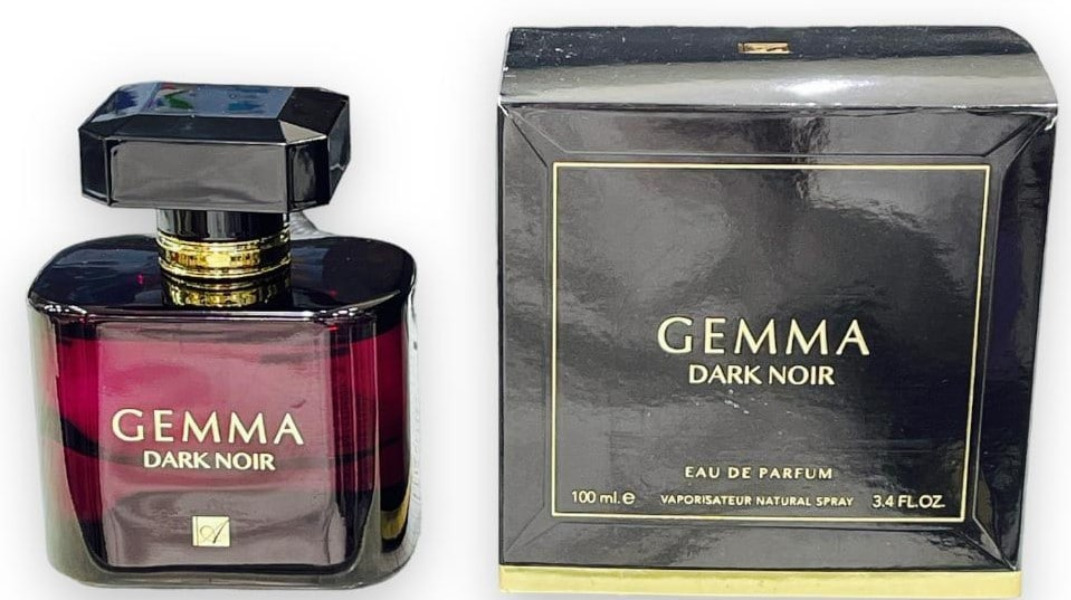 GEMMA
DARK NOIR
A
GEMMA
DARK NOIR
EAU DE PARFUM
100 ml.e VAPORISATEUR NATURAL SPRAY 3.4 FL.OZ.